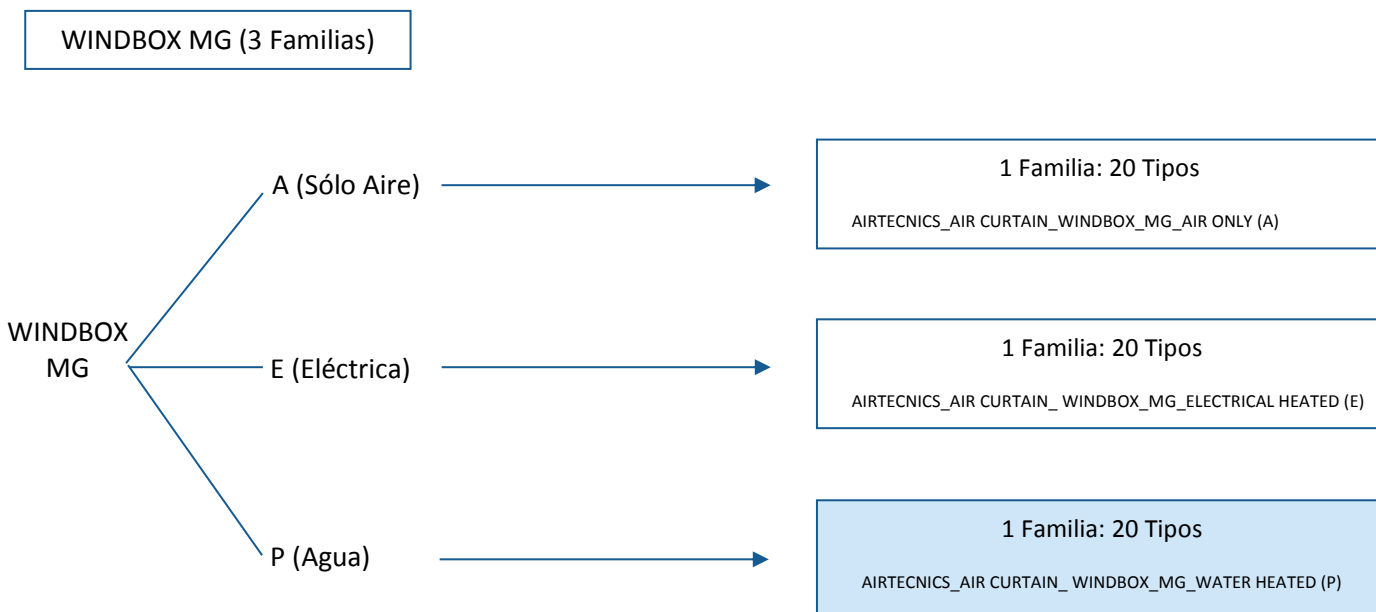 WINDBOX MG (3 Familias)
A (Sólo Aire)
1 Familia: 20 Tipos
AIRTECNICS_AIR CURTAIN_WINDBOX_MG_AIR ONLY (A)
WINDBOX
MG
E (Eléctrica)
1 Familia: 20 Tipos
AIRTECNICS_AIR CURTAIN_ WINDBOX_MG_ELECTRICAL HEATED (E)
P (Agua)
1 Familia: 20 Tipos
AIRTECNICS_AIR CURTAIN_ WINDBOX_MG_WATER HEATED (P)